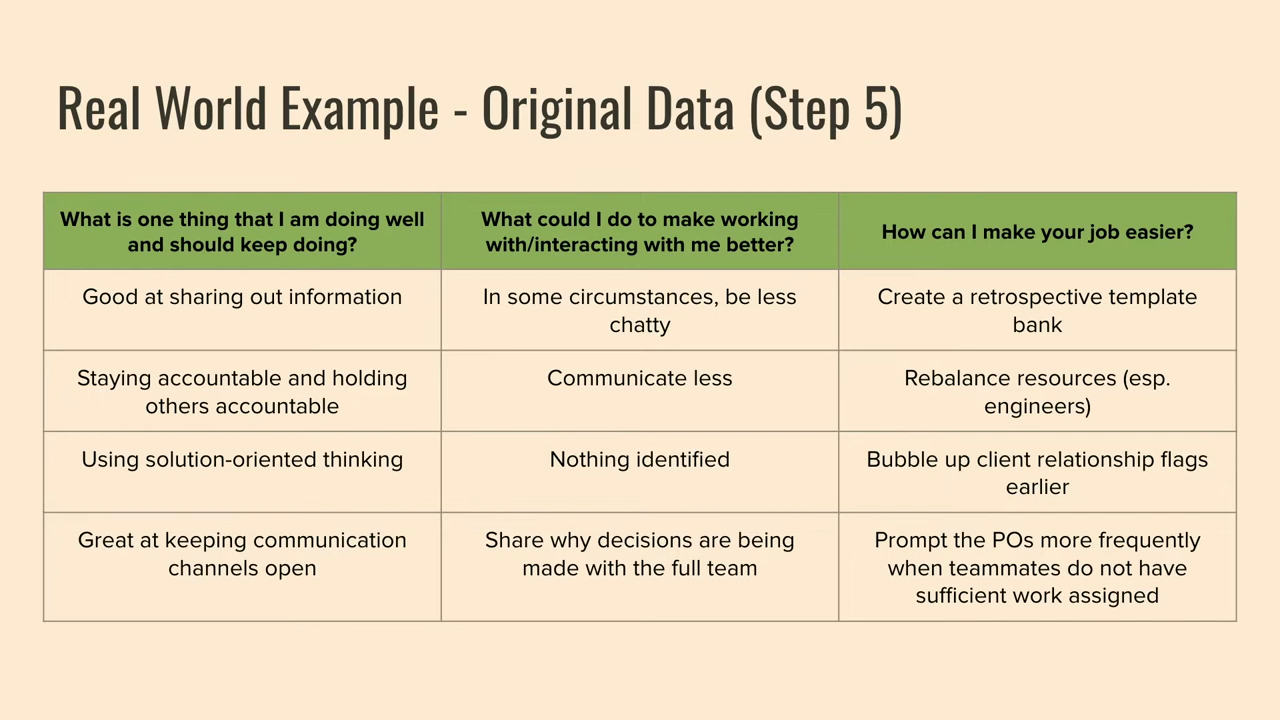 Real World Example - Original Data (Step 5)
What is one thing that I am doing well
and should keep doing?
What could I do to make working
with/interacting with me better?
How can I make your job easier?
Good at sharing out information
In some circumstances, be less
chatty
Create a retrospective template
bank
Staying accountable and holding
others accountable
Communicate less
Rebalance resources (esp.
engineers)
Using solution-oriented thinking
Nothing identified
Bubble up client relationship flags
earlier
Great at keeping communication
channels open
Share why decisions are being
made with the full team
Prompt the POs more frequently
when teammates do not have
sufficient work assigned